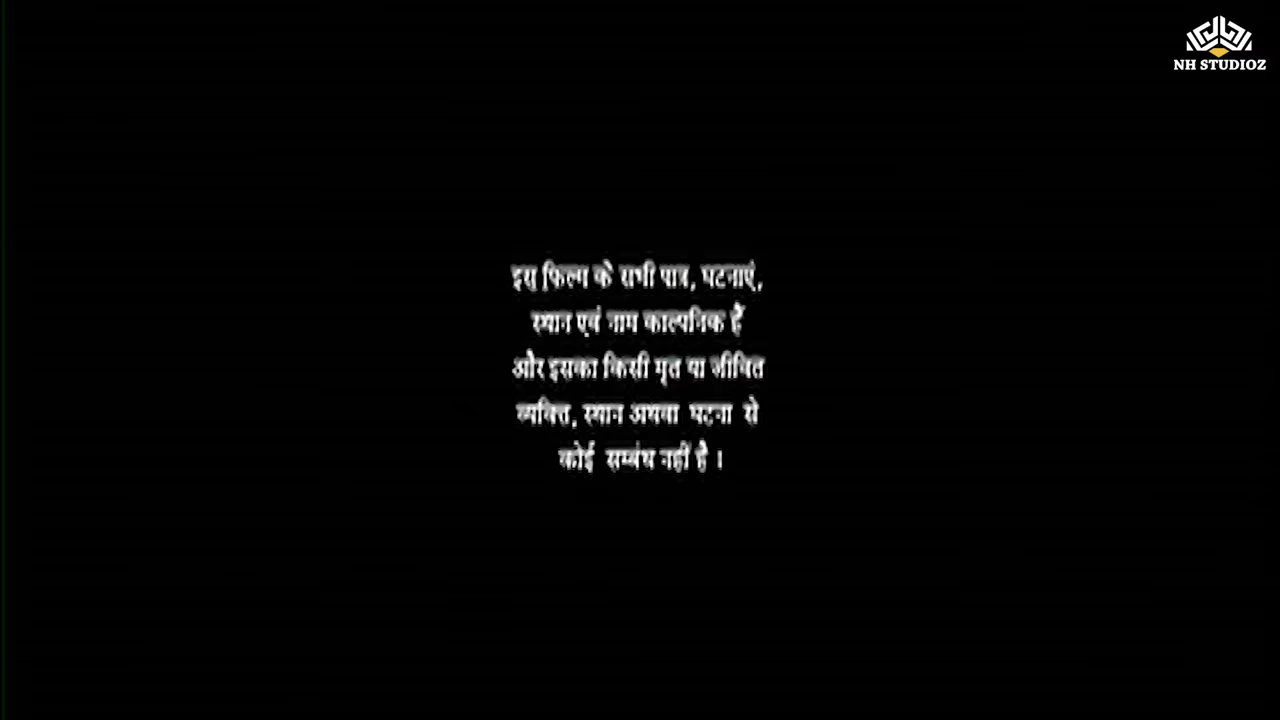 NH STUDIOZ
इस फिल्म के सभी पात्र, घटनाएं,
स्थान एवं नाम काल्पनिक हैं
और इसका किसी मृत या जीवित
व्यक्ति, स्थान अथवा घटना से
कोई सम्बंध नहीं है ।